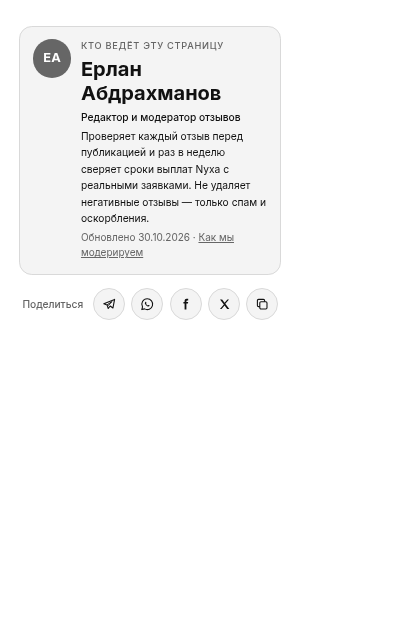 ЕА
КТО ВЕДЁТ ЭТУ СТРАНИЦУ
Ерлан
Абдрахманов
Редактор и модератор отзывов
Проверяет каждый отзыв перед
публикацией и раз в неделю
сверяет сроки выплат Nyxa с
реальными заявками. Не удаляет
негативные отзывы — только спам и
оскорбления.
Обновлено 30.10.2026 · Как мы
модерируем
Поделиться